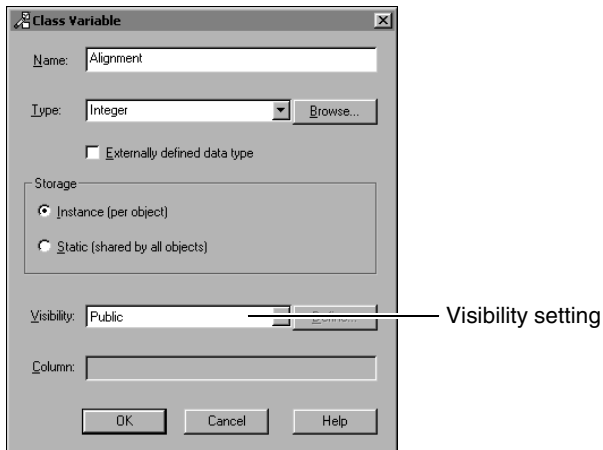 Class Variable
Name: Alignment
Type: Integer Browse...
Externally defined data type
Storage
Instance (per object)
Static (shared by all objects)
Visibility: Public Define... Visibility setting
Column:
OK Cancel Help